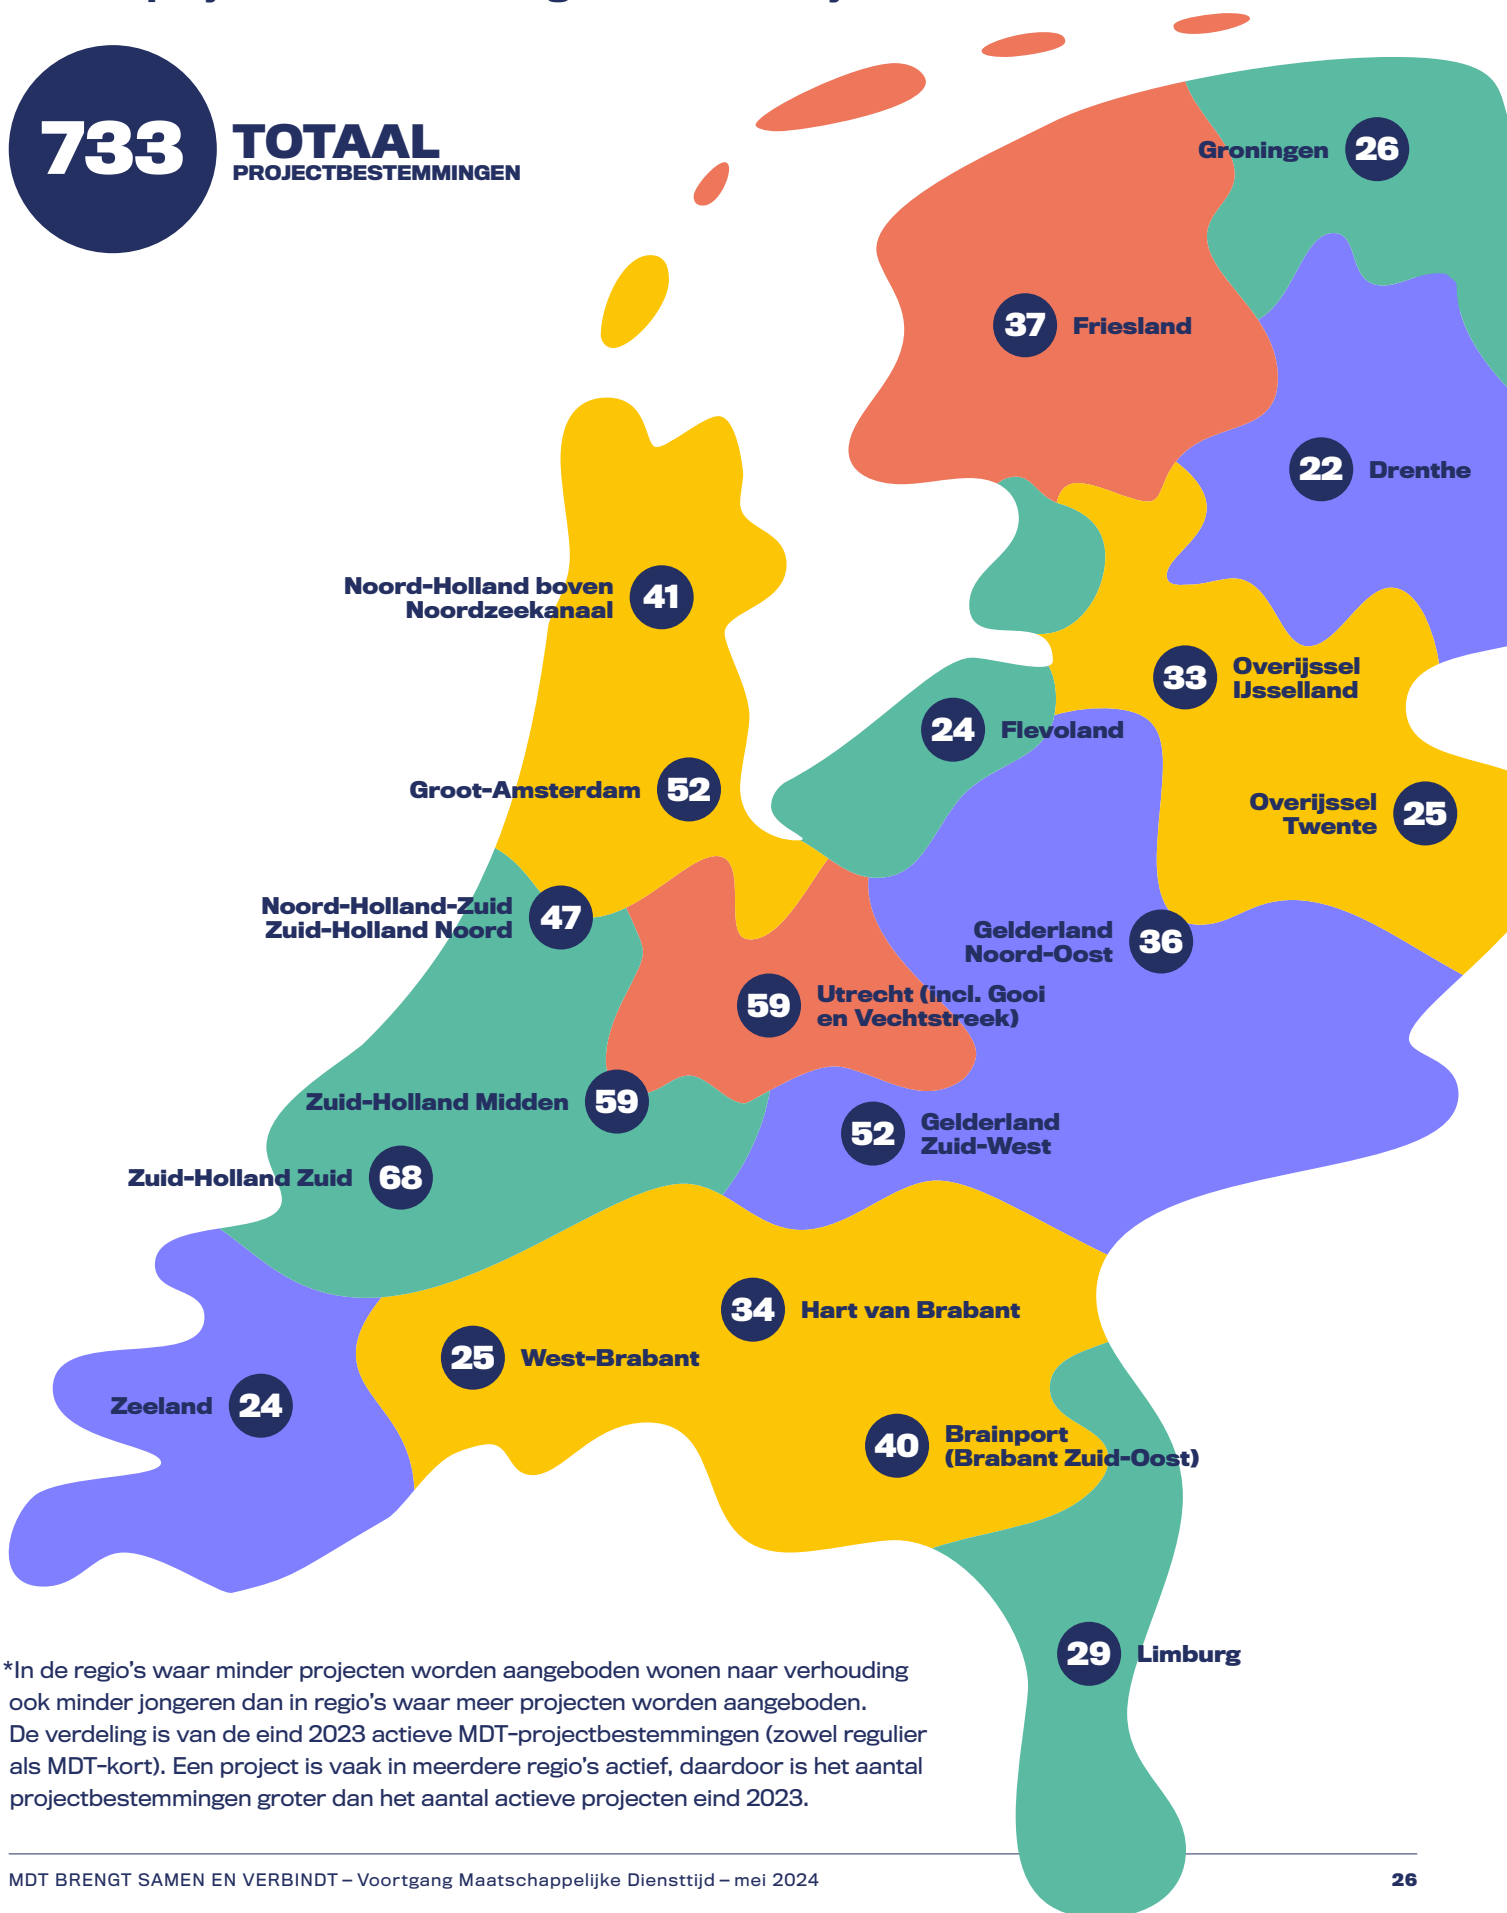 733
TOTAAL
PROJECTBESTEMMINGEN
Groningen 26
37 Friesland
22 Drenthe
Noord-Holland boven
Noordzeekanaal
41
33
Overijssel
IJsselland
24 Flevoland
Groot-Amsterdam 52
Overijssel
Twente
25
Noord-Holland-Zuid
Zuid-Holland Noord
47
Gelderland
Noord-Oost
36
59
Utrecht (incl. Gooi
en Vechtstreek)
Zuid-Holland Midden 59
52
Gelderland
Zuid-West
Zuid-Holland Zuid 68
34 Hart van Brabant
25 West-Brabant
Zeeland 24
40
Brainport
(Brabant Zuid-Oost)
29 Limburg
*In de regio's waar minder projecten worden aangeboden wonen naar verhouding
ook minder jongeren dan in regio's waar meer projecten worden aangeboden.
De verdeling is van de eind 2023 actieve MDT-projectbestemmingen (zowel regulier
als MDT-kort). Een project is vaak in meerdere regio's actief, daardoor is het aantal
projectbestemmingen groter dan het aantal actieve projecten eind 2023.
MDT BRENGT SAMEN EN VERBINDT – Voortgang Maatschappelijke Diensttijd – mei 2024
26